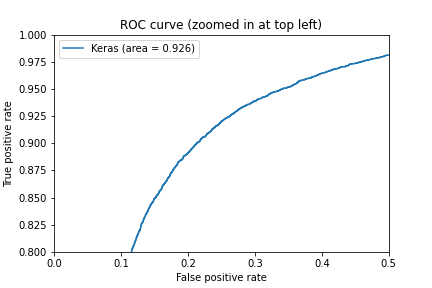 ROC curve (zoomed in at top left)
Keras (area = 0.926)
True positive rate
1.000
0.975
0.950
0.925
0.900
0.875
0.850
0.825
0.800
0.0 0.1 0.2 0.3 0.4 0.5
False positive rate